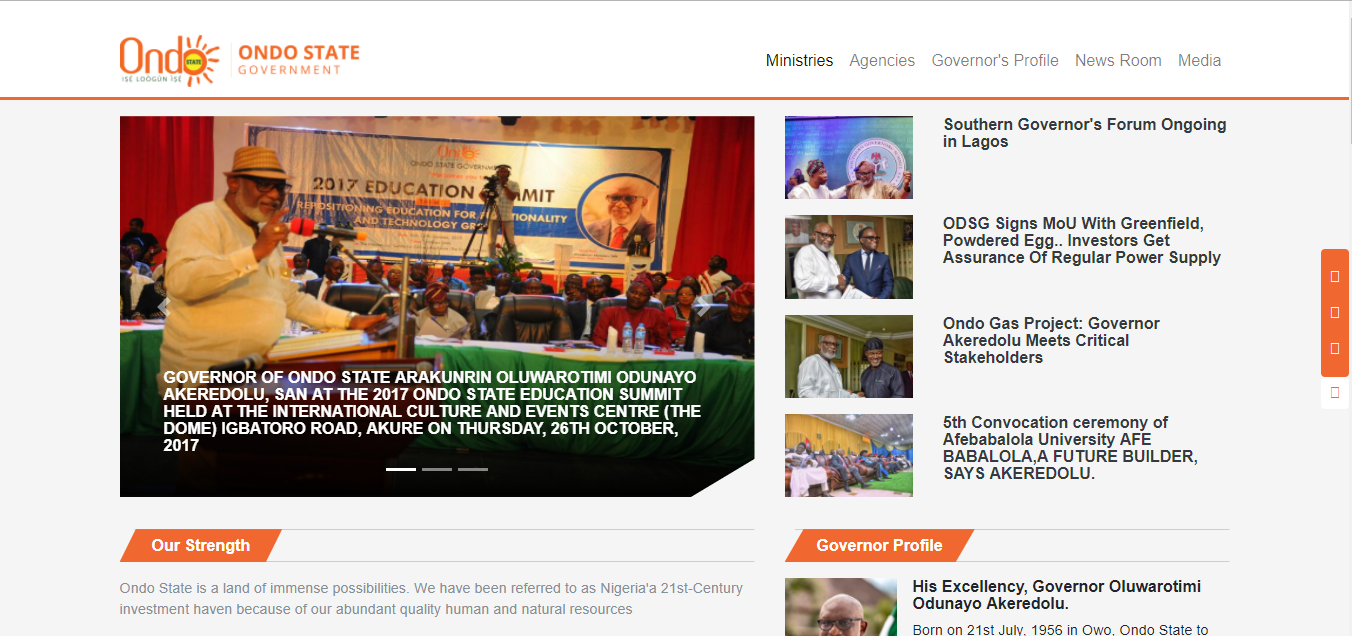 Ondo
STATE
ISE LOOGUN ISE
ONDO STATE
GOVERNMENT
Ministries Agencies Governor's Profile News Room Media
Ondo
ONDO STATE GOVERNMENT
2017 EDUCATION SUMMIT
REPOSITIONING EDUCATION FOR
AND TECHNOLOGY
GOVERNOR OF ONDO STATE ARAKUNRIN OLUWAROTIMI ODUNAYO
AKEREDOLU, SAN AT THE 2017 ONDO STATE EDUCATION SUMMIT
HELD AT THE INTERNATIONAL CULTURE AND EVENTS CENTRE (THE
DOME) IGBATORO ROAD, AKURE ON THURSDAY, 26TH OCTOBER,
2017
Southern Governor's Forum Ongoing
in Lagos
ODSG Signs MoU With Greenfield,
Powdered Egg.. Investors Get
Assurance Of Regular Power Supply
Ondo Gas Project: Governor
Akeredolu Meets Critical
Stakeholders
5th Convocation ceremony of
Afebabalola University AFE
BABALOLA,A FUTURE BUILDER,
SAYS AKEREDOLU.
Our Strength
Ondo State is a land of immense possibilities. We have been referred to as Nigeria'a 21st-Century
investment haven because of our abundant quality human and natural resources
Governor Profile
His Excellency, Governor Oluwarotimi
Odunayo Akeredolu.
Born on 21st July, 1956 in Owo, Ondo State to